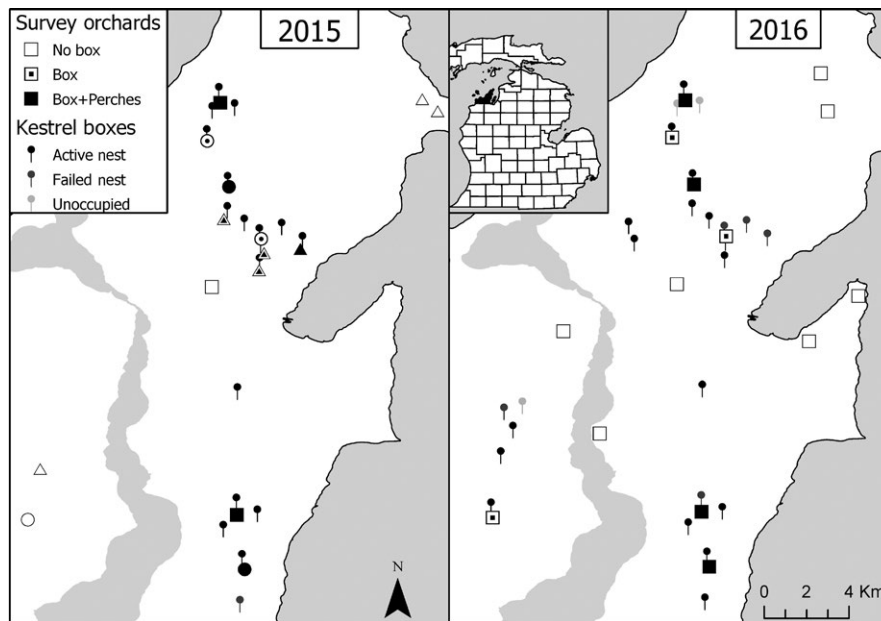 Survey orchards
No box
Box
Box+Perches
Kestrel boxes
Active nest
Failed nest
Unoccupied
2015
2016
N
0 2 4 Km